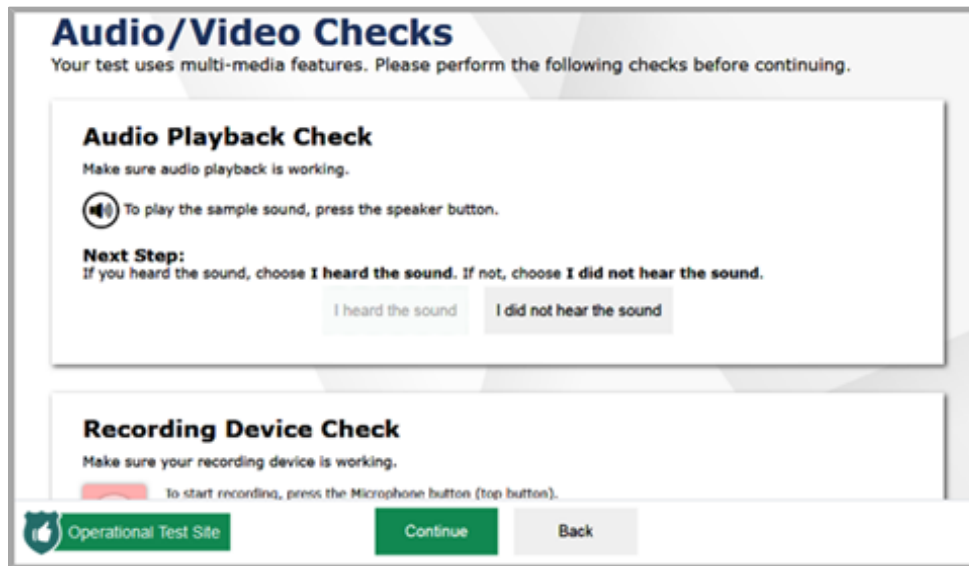 Audio/Video Checks
Your test uses multi-media features. Please perform the following checks before continuing.
Audio Playback Check
Make sure audio playback is working.
To play the sample sound, press the speaker button.
Next Step:
If you heard the sound, choose I heard the sound. If not, choose I did not hear the sound.
I heard the sound
I did not hear the sound
Recording Device Check
Make sure your recording device is working.
To start recording, press the Microphone button (top button).
Operational Test Site
Continue
Back